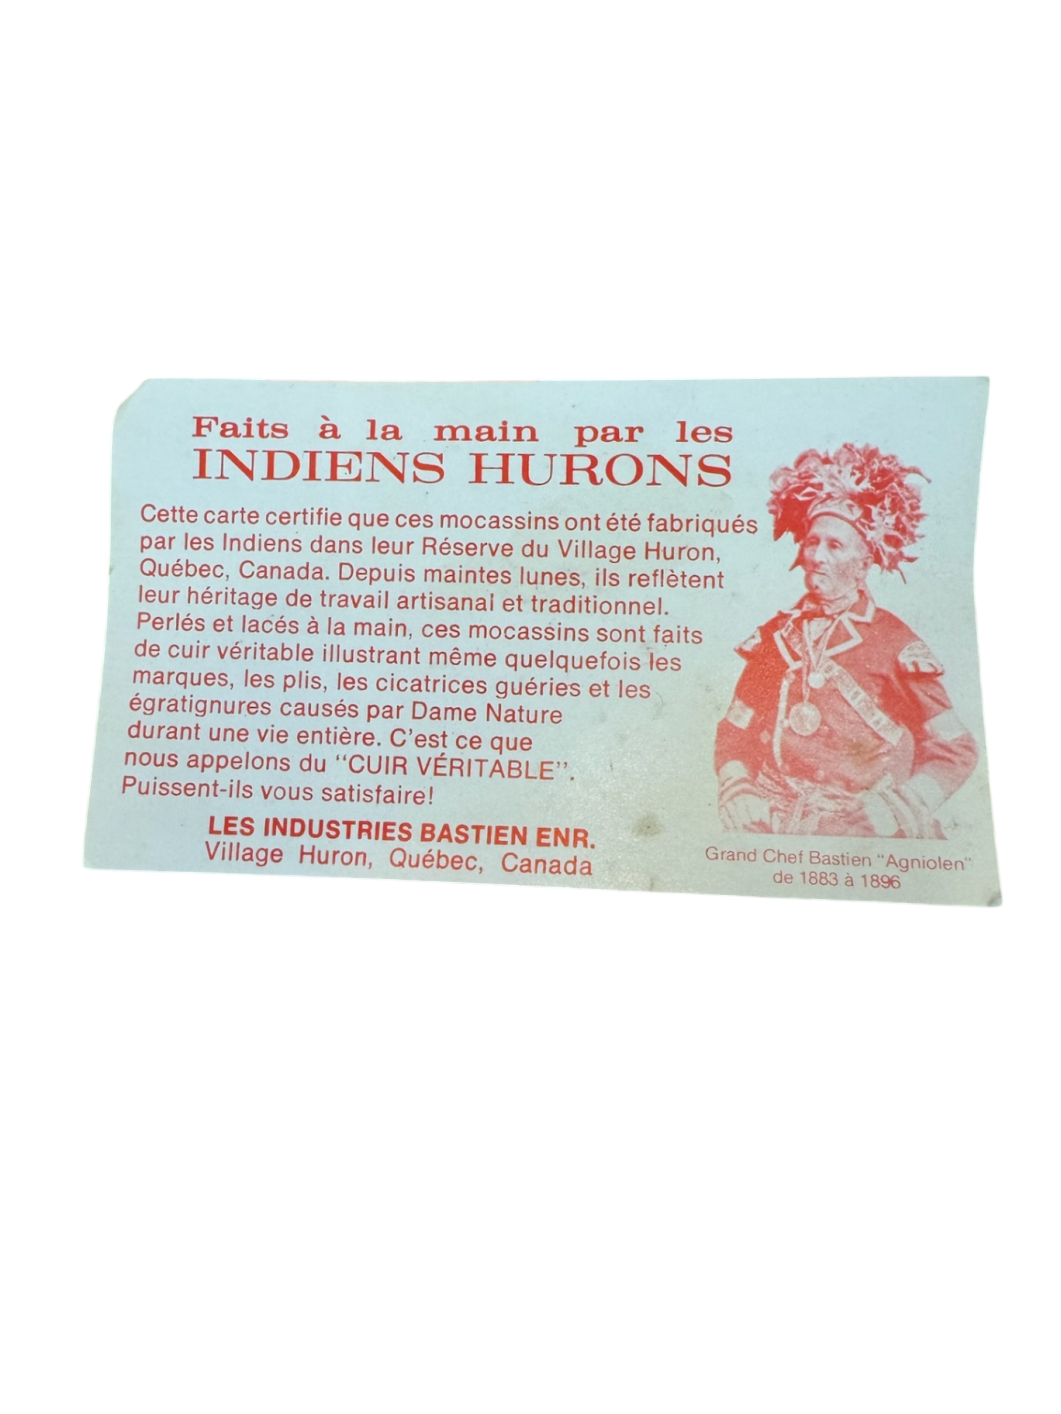 Faits à la main par les
INDIENS HURONS
Cette carte certifie que ces mocassins ont été fabriqués
par les Indiens dans leur Réserve du Village Huron,
Québec, Canada. Depuis maintes lunes, ils reflètent
leur héritage de travail artisanal et traditionnel.
Perlés et lacés à la main, ces mocassins sont faits
de cuir véritable illustrant même quelquefois les
marques, les plis, les cicatrices guéries et les
égratignures causés par Dame Nature
durant une vie entière. C'est ce que
nous appelons du "CUIR VÉRITABLE".
Puissent-ils vous satisfaire!
LES INDUSTRIES BASTIEN ENR.
Village Huron, Québec, Canada
Grand Chef Bastien "Agniolen"
de 1883 à 1896